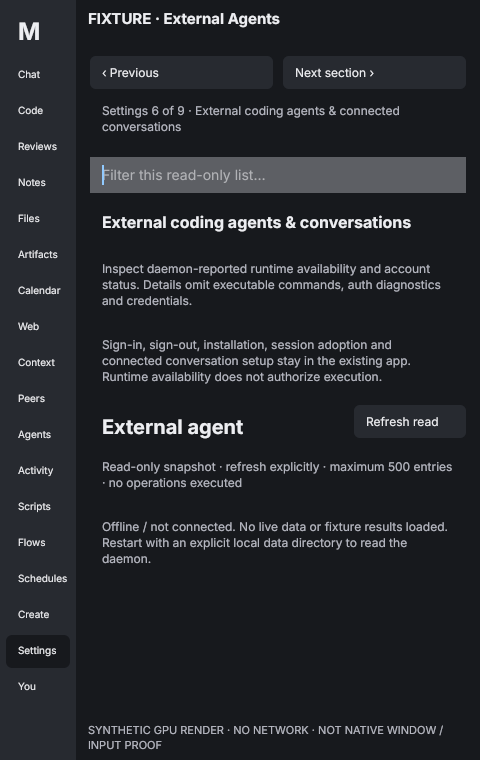 M
Chat
Code
Reviews
Notes
Files
Artifacts
Calendar
Web
Context
Peers
Agents
Activity
Scripts
Flows
Schedules
Create
Settings
You
FIXTURE · External Agents
‹ Previous
Next section ›
Settings 6 of 9 · External coding agents & connected
conversations
Filter this read-only list...
External coding agents & conversations
Inspect daemon-reported runtime availability and account
status. Details omit executable commands, auth diagnostics
and credentials.
Sign-in, sign-out, installation, session adoption and
connected conversation setup stay in the existing app.
Runtime availability does not authorize execution.
External agent
Refresh read
Read-only snapshot · refresh explicitly · maximum 500 entries
· no operations executed
Offline / not connected. No live data or fixture results loaded.
Restart with an explicit local data directory to read the
daemon.
SYNTHETIC GPU RENDER · NO NETWORK · NOT NATIVE WINDOW /
INPUT PROOF